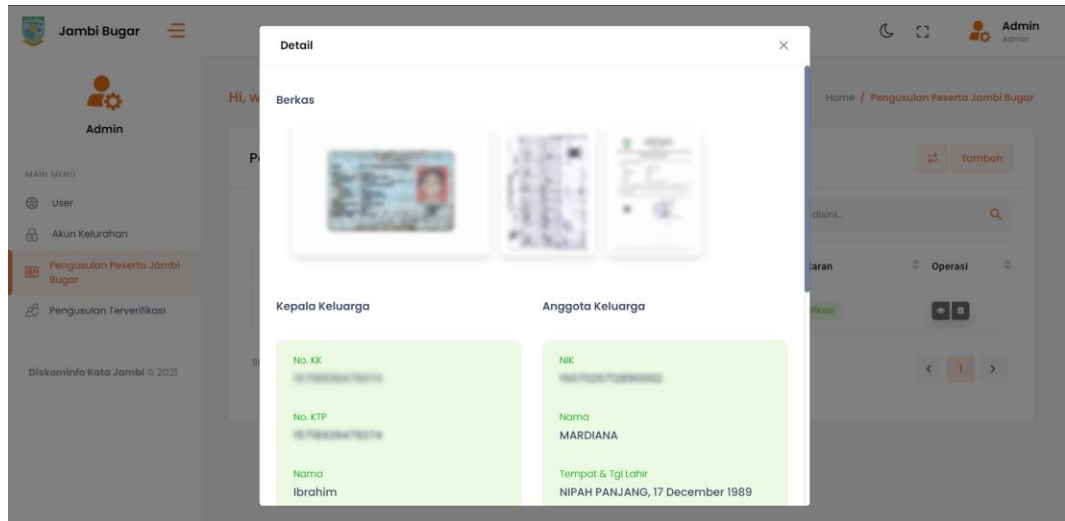 Jambi Bugar
Admin
Admin
Admin
MAIN MENU
User
Akun Kelurahan
Pengusulan Peserta Jambi
Bugar
Pengusulan Terverifikasi
Diskominfo Kota Jambi © 2021
Hi, w
Home / Pengusulan Peserta Jambi Bugar
Tambah
disini...
Operasi
1
Detail
Berkas
Kepala Keluarga
No. KK
No. KTP
Nama
Ibrahim
Anggota Keluarga
NIK
Nama
MARDIANA
Tempat & Tgl Lahir
NIPAH PANJANG, 17 December 1989